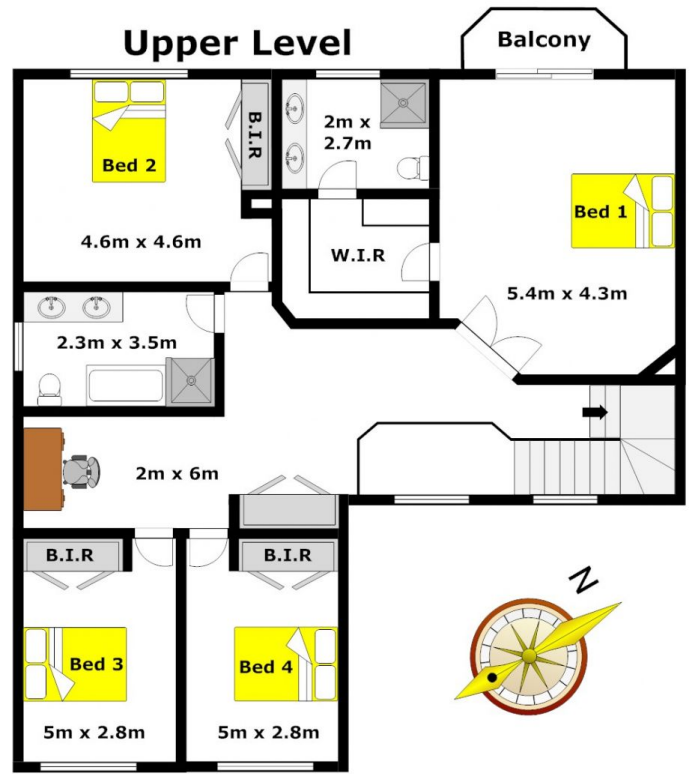 Upper Level
Balcony
B.I.R
2m x
2.7m
Bed 2
Bed 1
4.6m x 4.6m
W.I.R
5.4m x 4.3m
2.3m x 3.5m
2m x 6m
B.I.R
B.I.R
Bed 3
Bed 4
5m x 2.8m
5m x 2.8m
N